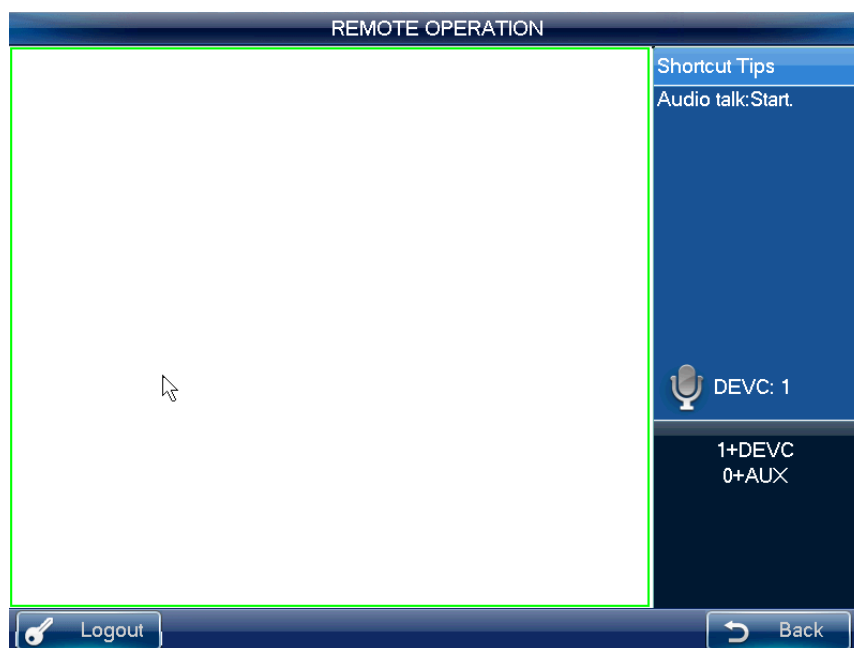 REMOTE OPERATION
Shortcut Tips
Audio talk:Start.
DEVC: 1
1+DEVC
0+AUX
Logout
Back